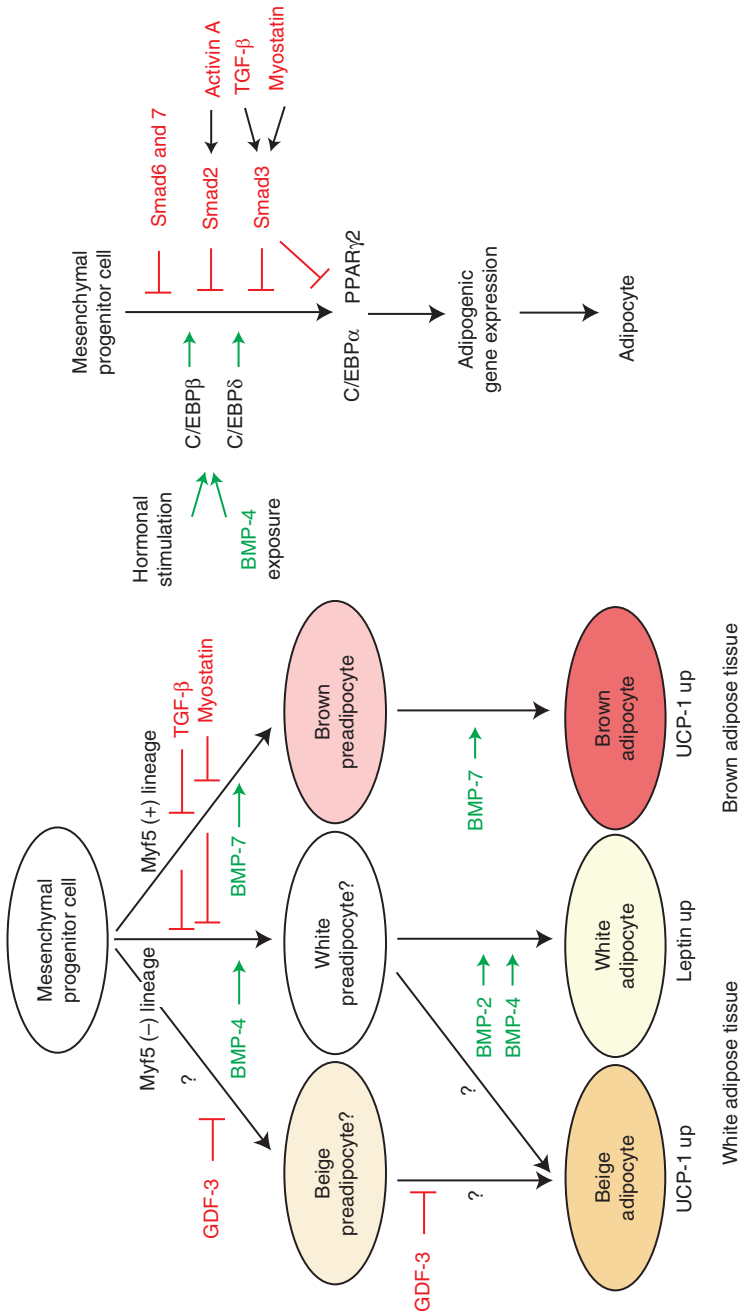 Mesenchymal
progenitor cell
Myf5 (–) lineage
?
Myf5 (+) lineage
TGF-β
Myostatin
GDF-3
BMP-4
BMP-7
Beige
preadipocyte?
White
preadipocyte?
Brown
preadipocyte
GDF-3
?
?
BMP-2
BMP-4
BMP-7
Beige
adipocyte
White
adipocyte
Brown
adipocyte
UCP-1 up
Leptin up
UCP-1 up
White adipose tissue
Brown adipose tissue
Mesenchymal
progenitor cell
Hormonal
stimulation
BMP-4
exposure
C/EBPβ
C/EBPδ
Smad6 and 7
Smad2
Activin A
Smad3
TGF-β
Myostatin
C/EBPα PPARγ2
Adipogenic
gene expression
Adipocyte